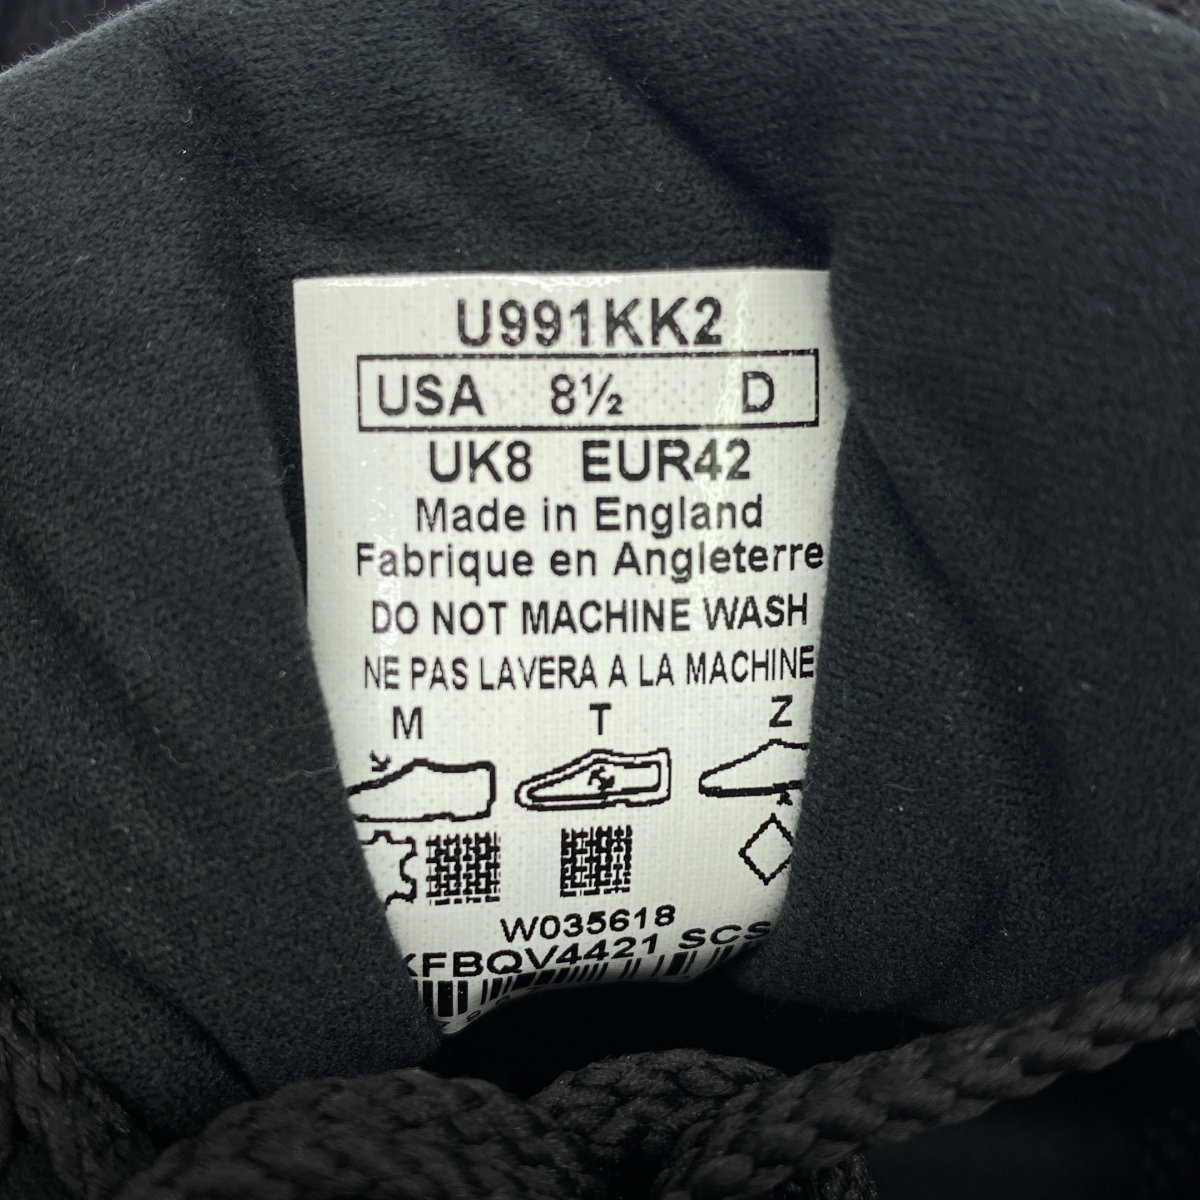 U991KK2
USA 8½ D
UK8 EUR42
Made in England
Fabrique en Angleterre
DO NOT MACHINE WASH
NE PAS LAVERA A LA MACHINE
M T Z
W035618
KFBQV4421 SCS